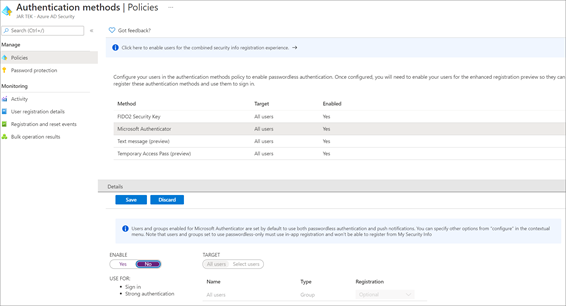 Authentication methods | Policies ...
JAR TEK - Azure AD Security
Search (Ctrl+/)
«
Got feedback?
Manage
Policies
Password protection
Monitoring
Activity
User registration details
Registration and reset events
Bulk operation results
Click here to enable users for the combined security info registration experience. →
Configure your users in the authentication methods policy to enable passwordless authentication. Once configured, you will need to enable your users for the enhanced registration preview so they can
register these authentication methods and use them to sign in.
Method Target Enabled
FIDO2 Security Key All users Yes
Microsoft Authenticator All users Yes
Text message (preview) All users Yes
Temporary Access Pass (preview) All users Yes
Details
Save Discard
Users and groups enabled for Microsoft Authenticator are set by default to use both passwordless authentication and push notifications. You can specify other options from "configure" in the contextual
menu. Note that users and groups set to use passwordless only must use in-app registration and won't be able to register from My Security Info
ENABLE TARGET
Yes No All users Select users
USE FOR:
• Sign in
• Strong authentication
Name Type Registration
All users Group Optional